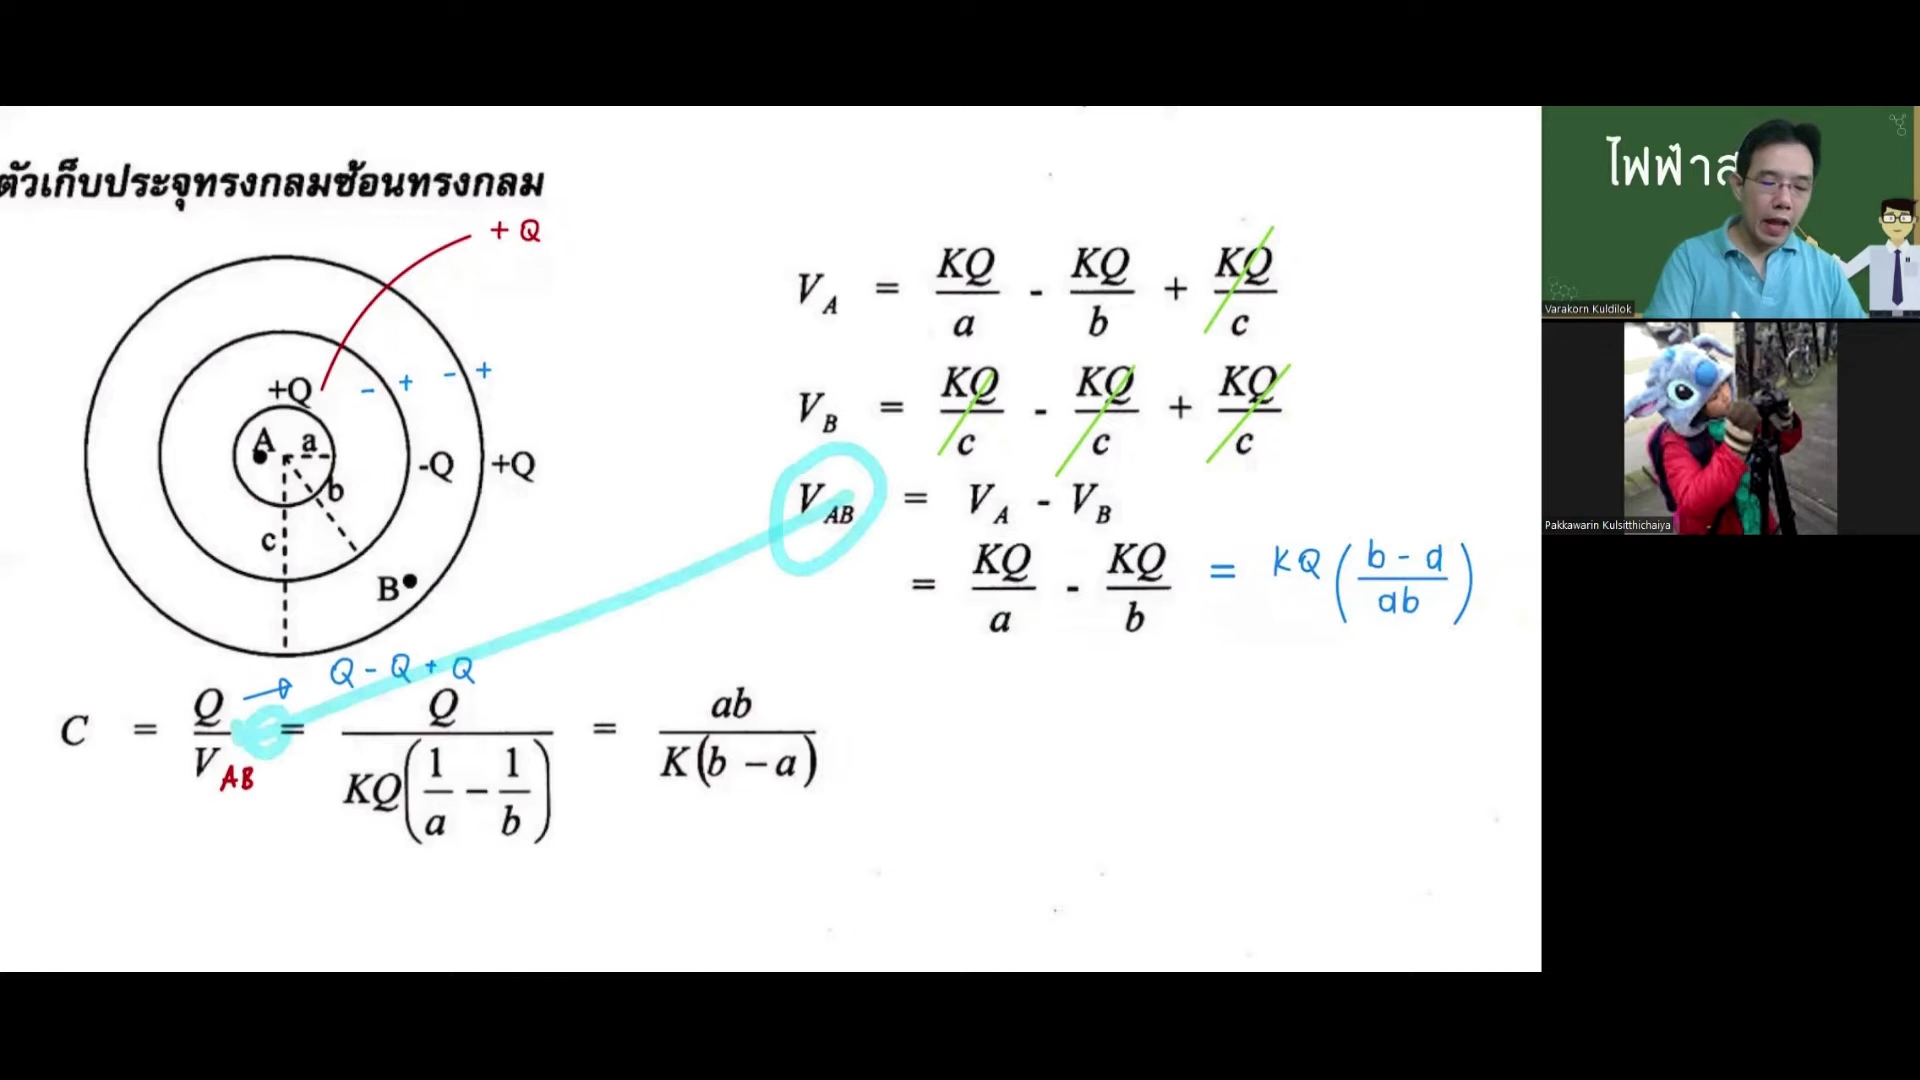 ตัวเก็บประจุทรงกลมซ้อนทรงกลม
+ Q
+Q
- + - +
A a
b
-Q +Q
c
B
V_A = KQ/a - KQ/b + KQ/c
V_B = KQ/c - KQ/c + KQ/c
V_AB = V_A - V_B
= KQ/a - KQ/b = KQ (b - a / ab)
Q - Q + Q
C = Q/V_AB = Q/KQ(1/a - 1/b) = ab/K(b - a)
ไฟฟ้าส
Varakorn Kuldilok
Pakkawarin Kulsitthichaiya